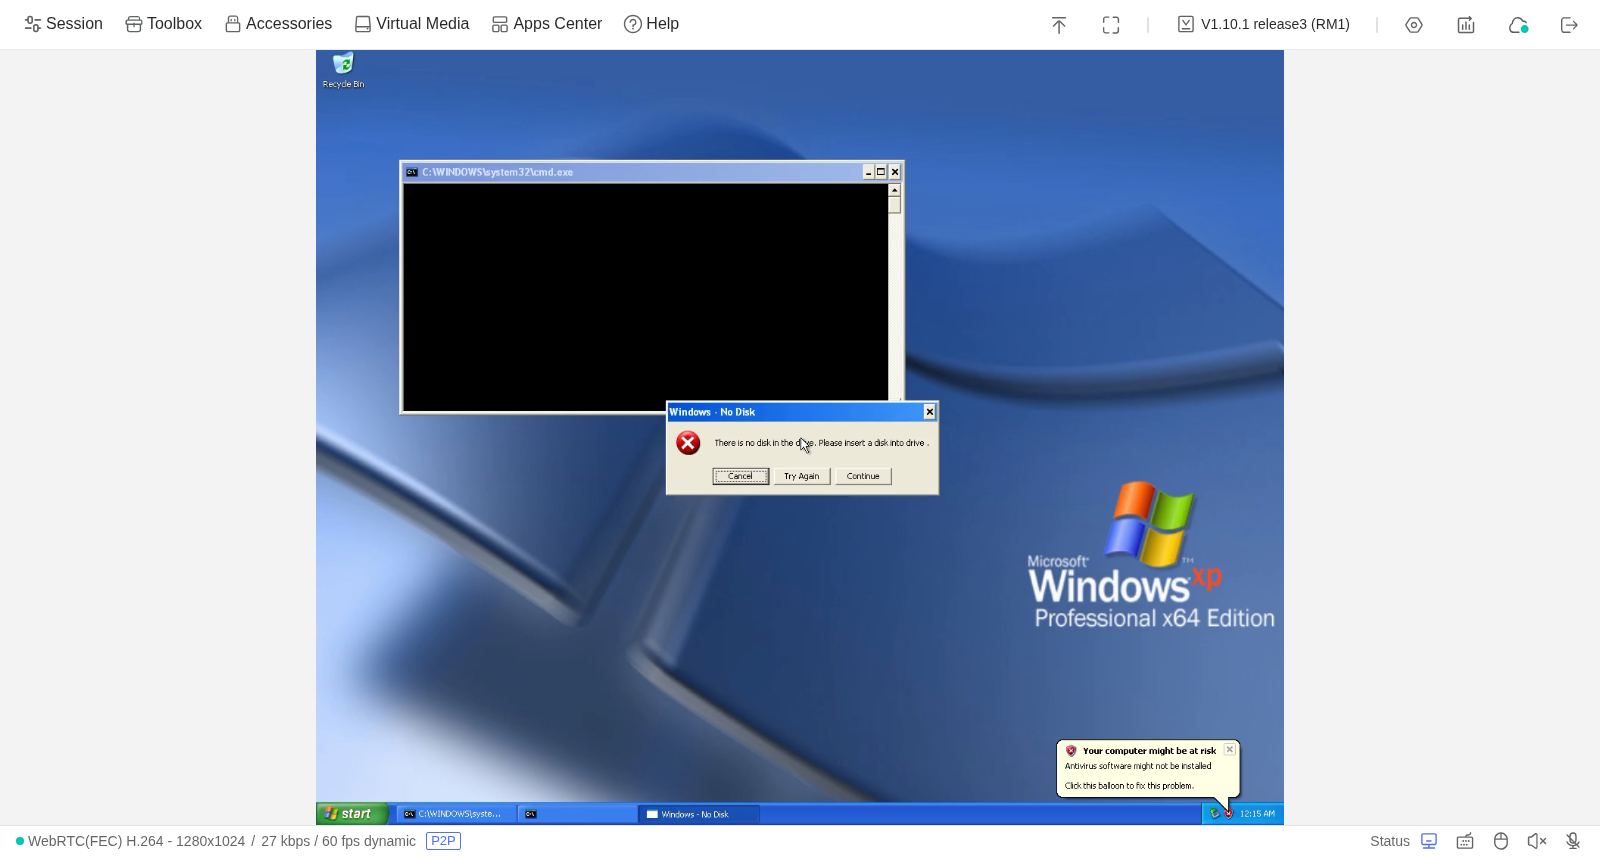 Session Toolbox Accessories Virtual Media Apps Center Help V1.10.1 release3 (RM1)
Recycle Bin
C:\WINDOWS\system32\cmd.exe
Windows - No Disk
There is no disk in the drive. Please insert a disk into drive .
Cancel Try Again Continue
Microsoft®
Windows xp
Professional x64 Edition
Your computer might be at risk
Antivirus software might not be installed
Click this balloon to fix this problem.
start C:\WINDOWS\syste... Windows - No Disk 12:15 AM
WebRTC(FEC) H.264 - 1280x1024 / 27 kbps / 60 fps dynamic P2P Status